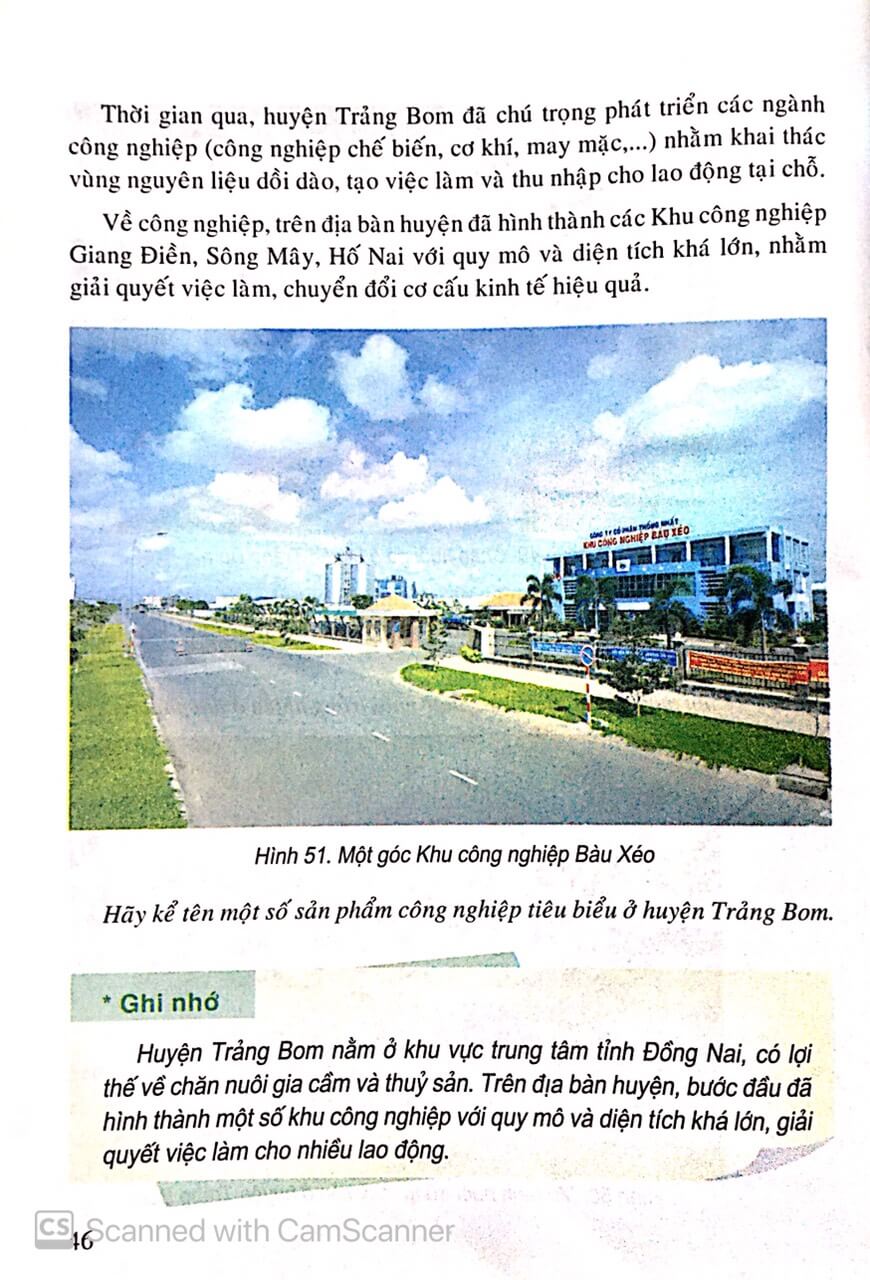 Thời gian qua, huyện Trảng Bom đã chú trọng phát triển các ngành
công nghiệp (công nghiệp chế biến, cơ khí, may mặc,...) nhằm khai thác
vùng nguyên liệu dồi dào, tạo việc làm và thu nhập cho lao động tại chỗ.
Về công nghiệp, trên địa bàn huyện đã hình thành các Khu công nghiệp
Giang Điền, Sông Mây, Hố Nai với quy mô và diện tích khá lớn, nhằm
giải quyết việc làm, chuyển đổi cơ cấu kinh tế hiệu quả.
CÔNG TY CỔ PHẦN THỐNG NHẤT
KHU CÔNG NGHIỆP BÀU XÉO
Hình 51. Một góc Khu công nghiệp Bàu Xéo
Hãy kể tên một số sản phẩm công nghiệp tiêu biểu ở huyện Trảng Bom.
* Ghi nhớ
Huyện Trảng Bom nằm ở khu vực trung tâm tỉnh Đồng Nai, có lợi
thế về chăn nuôi gia cầm và thuỷ sản. Trên địa bàn huyện, bước đầu đã
hình thành một số khu công nghiệp với quy mô và diện tích khá lớn, giải
quyết việc làm cho nhiều lao động.
46
CS Scanned with CamScanner